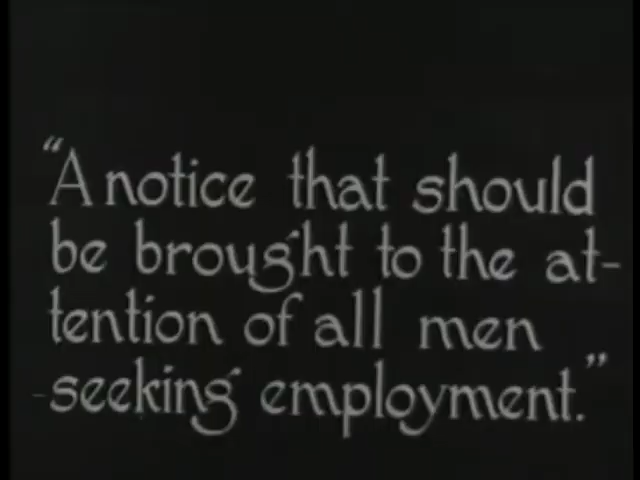 "A notice that should
be brought to the at-
tention of all men
-seeking employment."